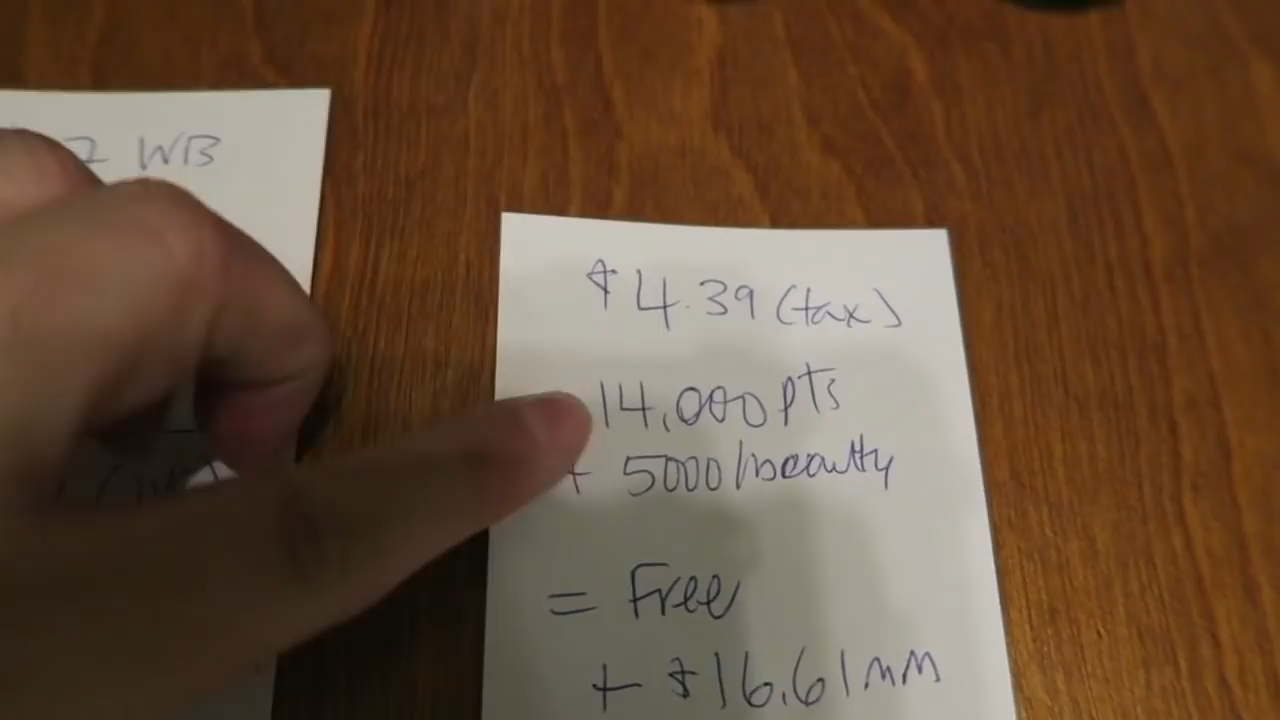 WB
$4.39 (tax)
14,000 pts
+ 5000/beauty
= Free
+ $16.61 MM